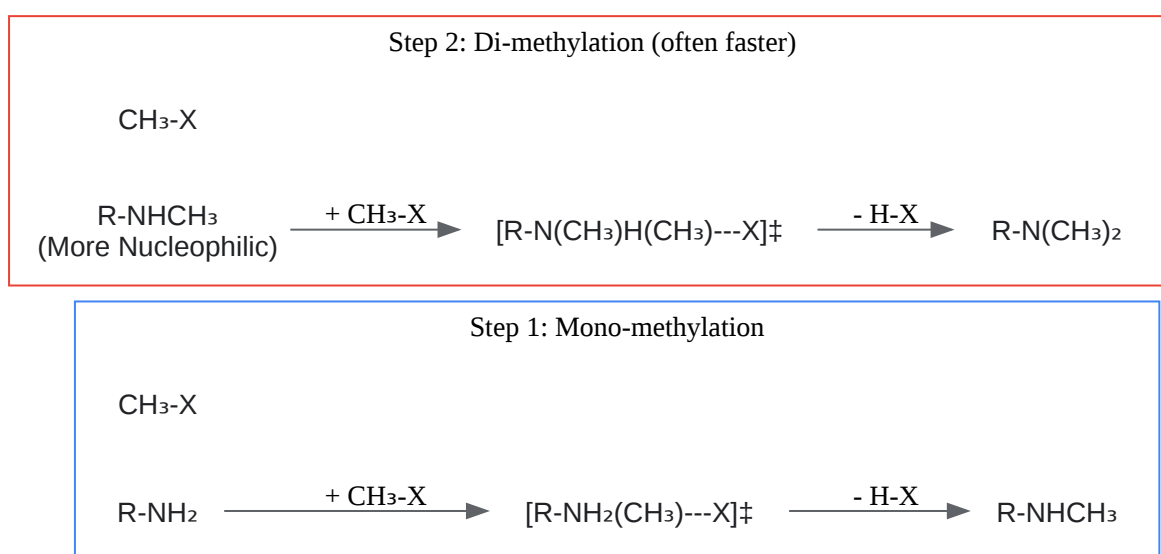 Step 2: Di-methylation (often faster)
CH₃-X
R-NHCH₃
(More Nucleophilic)
+ CH₃-X
[R-N(CH₃)H(CH₃)---X]‡
- H-X
R-N(CH₃)₂
Step 1: Mono-methylation
CH₃-X
R-NH₂
+ CH₃-X
[R-NH₂(CH₃)---X]‡
- H-X
R-NHCH₃